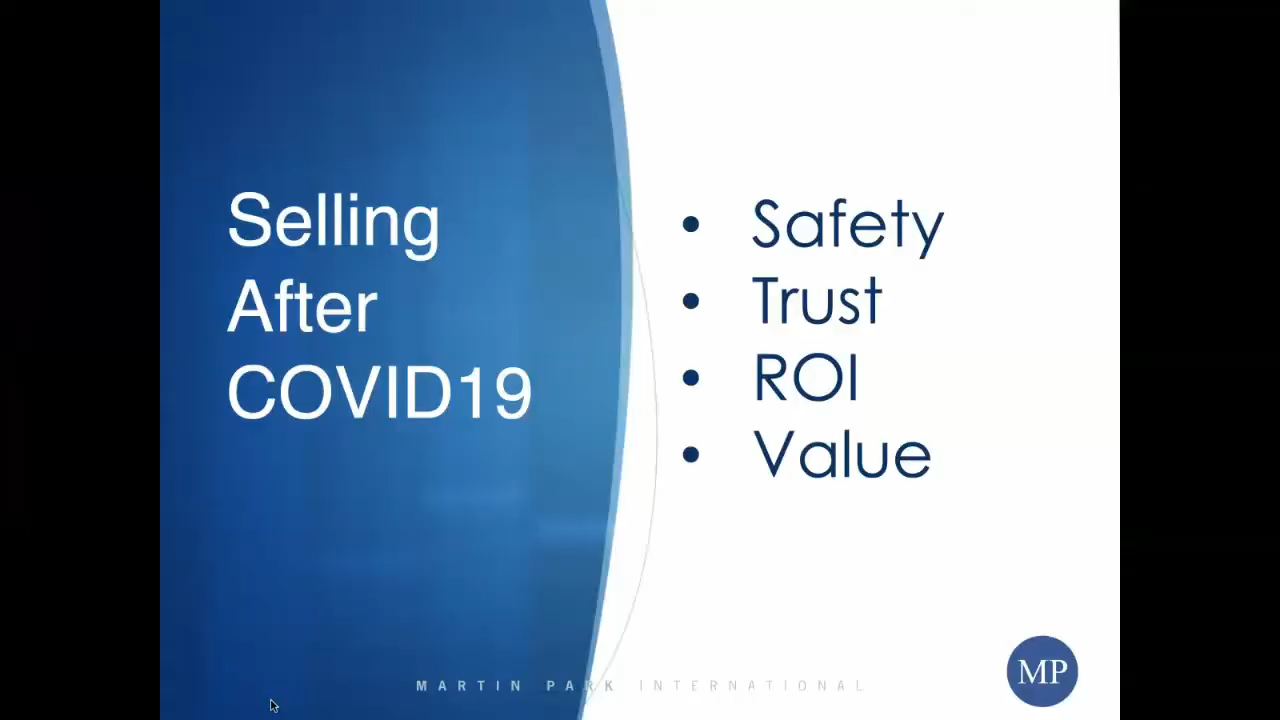 Selling
After
COVID19
• Safety
• Trust
• ROI
• Value
MARTIN PARK INTERNATIONAL
MP